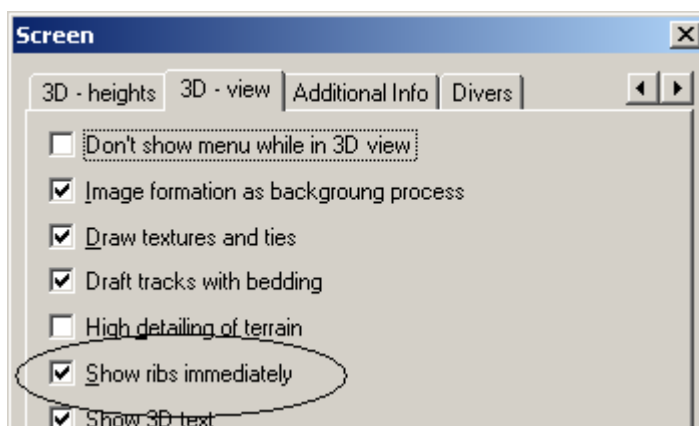 Screen
3D - heights 3D - view Additional Info Divers
Don't show menu while in 3D view
Image formation as backgroung process
Draw textures and ties
Draft tracks with bedding
High detailing of terrain
Show ribs immediately
Show 3D text